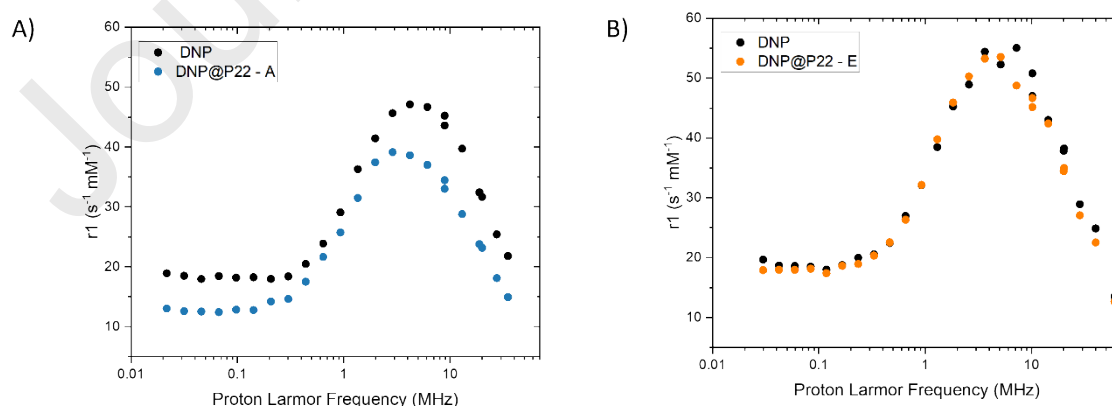 A)
60
50
40
30
20
10
r1 (s⁻¹ mM⁻¹)
DNP
DNP@P22 - A
0.01 0.1 1 10
Proton Larmor Frequency (MHz)
B)
60
50
40
30
20
10
r1 (s⁻¹ mM⁻¹)
DNP
DNP@P22 - E
0.01 0.1 1 10
Proton Larmor Frequency (MHz)
Jou